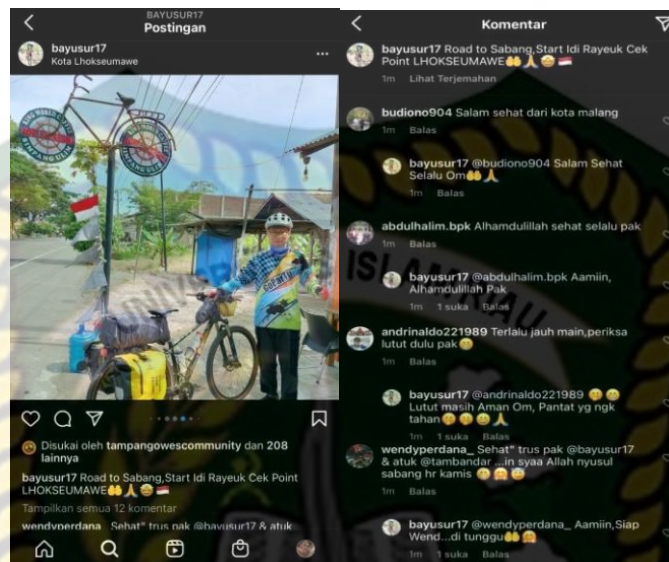 BAYUSUR17
Postingan
bayusur17
Kota Lhokseumawe
SIMPANG ULIM
Disukai oleh tampangowescommunity dan 208
lainnya
bayusur17 Road to Sabang,Start Idi Rayeuk Cek Point
LHOKSEUMAWE🤲🙏🤩🇮🇩
Tampilkan semua 12 komentar
wendyperdana_ Sehat" trus pak @bayusur17 & atuk
Komentar
bayusur17 Road to Sabang,Start Idi Rayeuk Cek
Point LHOKSEUMAWE🤲🙏🤩🇮🇩
1m Lihat Terjemahan
budiono904 Salam sehat dari kota malang
1m Balas
bayusur17 @budiono904 Salam Sehat
Selalu Om🤲🙏
1m Balas
abdulhalim.bpk Alhamdulillah sehat selalu pak
1m Balas
bayusur17 @abdulhalim.bpk Aamiin,
Alhamdulillah Pak
1m 1 suka Balas
andrinaldo221989 Terlalu jauh main,periksa
lutut dulu pak😁
1m Balas
bayusur17 @andrinaldo221989
Lutut masih Aman Om, Pantat yg ngk
tahan
1m 1 suka Balas
wendyperdana_ Sehat" trus pak @bayusur17
& atuk @tambandar ...in syaa Allah nyusul
sabang hr kamis
1m Balas
bayusur17 @wendyperdana_ Aamiin,Siap
Wend...di tunggu🤲🤗
1m 1 suka Balas